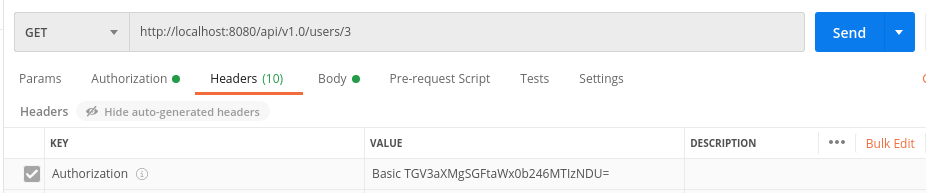 GET http://localhost:8080/api/v1.0/users/3 Send
Params Authorization Headers (10) Body Pre-request Script Tests Settings
Headers Hide auto-generated headers
KEY VALUE DESCRIPTION ••• Bulk Edit
Authorization Basic TGV3aXMgSGFtaWx0b246MTIzNDU=